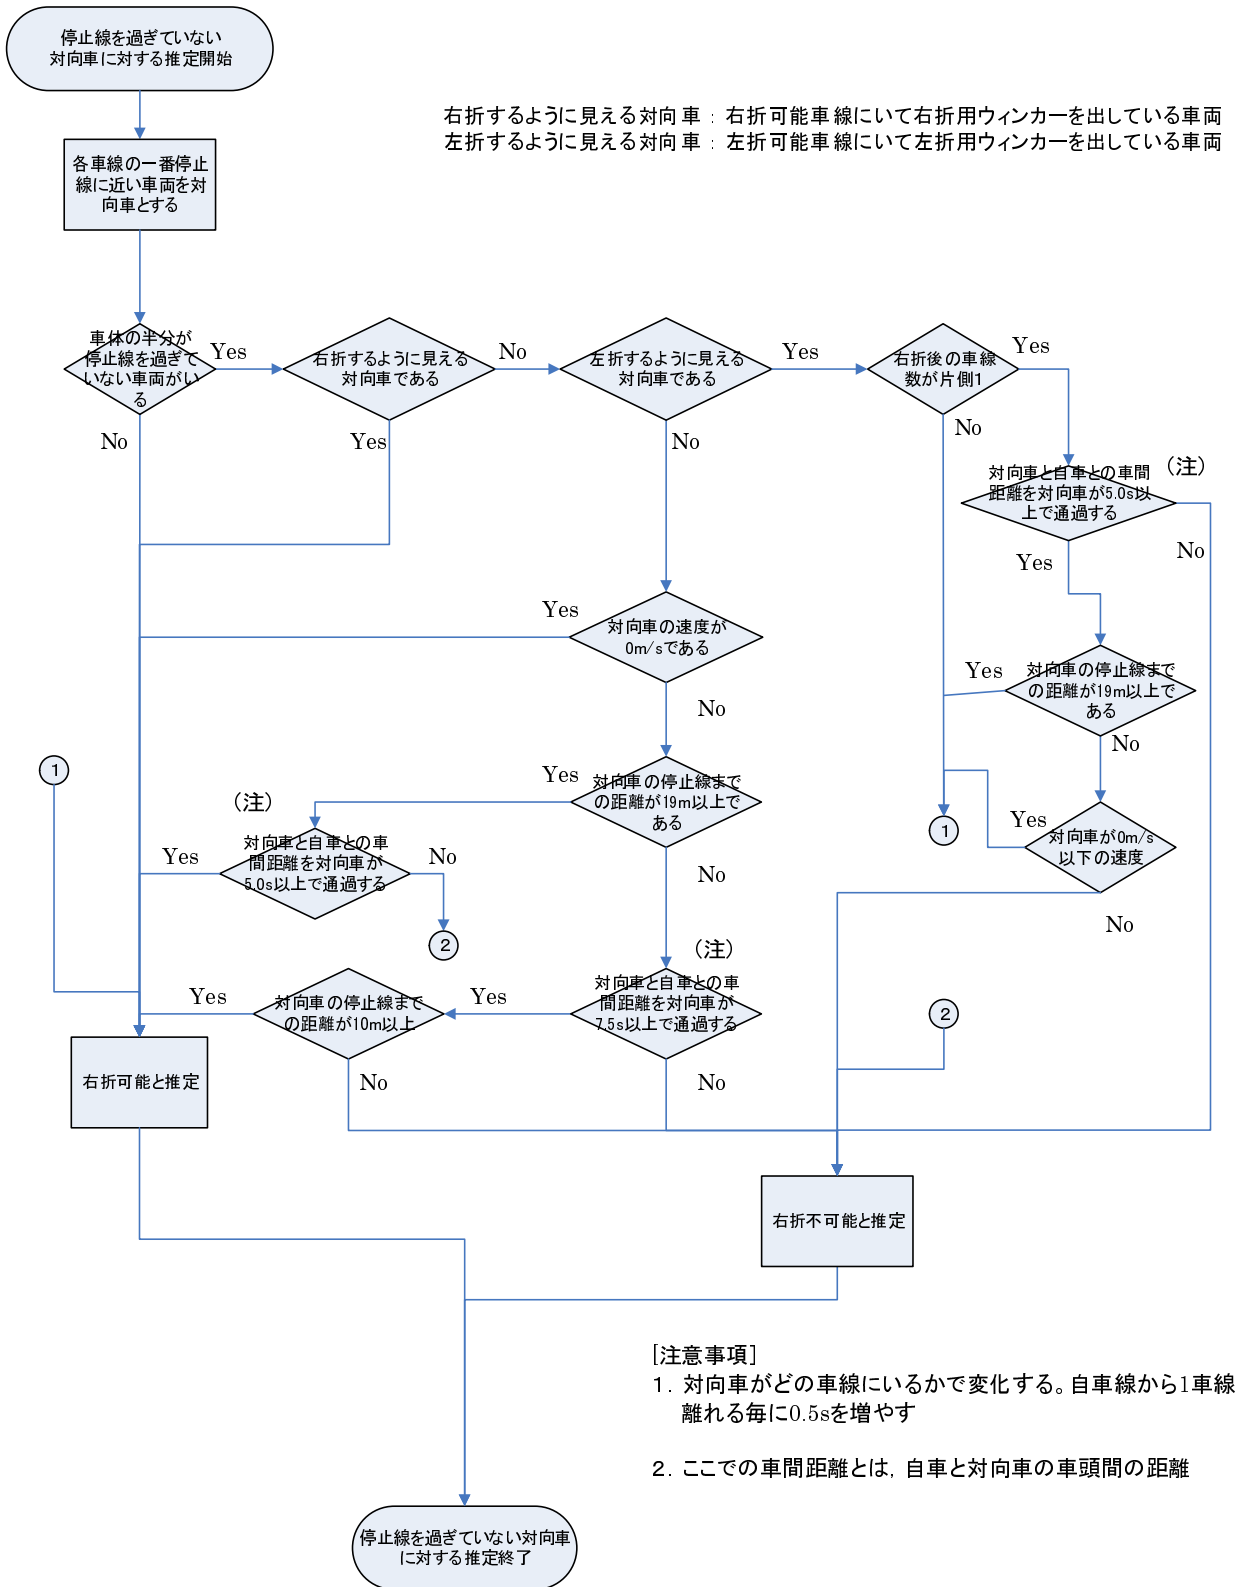 停止線を過ぎていない
対向車に対する推定開始
右折するように見える対向車：右折可能車線にいて右折用ウィンカーを出している車両
左折するように見える対向車：左折可能車線にいて左折用ウィンカーを出している車両
各車線の一番停止
線に近い車両を対
向車とする
車体の半分が
停止線を過ぎて
いない車両がい
る
Yes
No
右折するように見える
対向車である
No
Yes
左折するように見える
対向車である
Yes
No
右折後の車線
数が片側1
Yes
No
対向車と自車との車間
距離を対向車が5.0s以
上で通過する
（注）
No
Yes
対向車の速度が
0m/sである
Yes
No
対向車の停止線まで
の距離が19m以上で
ある
Yes
No
対向車の停止線まで
の距離が19m以上で
ある
Yes
No
1
対向車が0m/s
以下の速度
Yes
No
1
（注）
対向車と自車との車
間距離を対向車が
5.0s以上で通過する
Yes
No
2
（注）
対向車と自車との車
間距離を対向車が
7.5s以上で通過する
Yes
No
対向車の停止線まで
の距離が10m以上
Yes
No
2
右折可能と推定
右折不可能と推定
[注意事項]
１．対向車がどの車線にいるかで変化する。自車線から1車線
離れる毎に0.5sを増やす
２．ここでの車間距離とは，自車と対向車の車頭間の距離
停止線を過ぎていない対向車
に対する推定終了